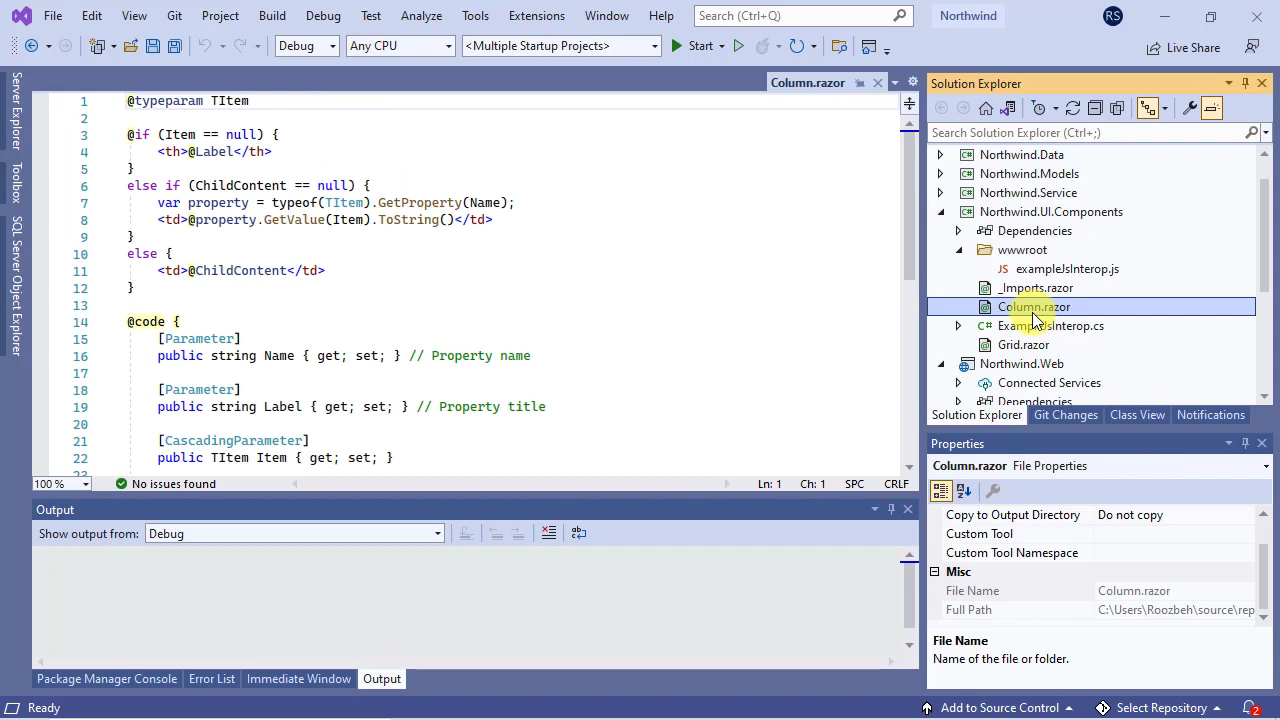 File Edit View Git Project Build Debug Test Analyze Tools Extensions Window Help Search (Ctrl+Q) Northwind RS
Debug Any CPU <Multiple Startup Projects> Start Live Share
Server Explorer
Toolbox
SQL Server Object Explorer
Column.razor
1 @typeparam TItem
2
3 @if (Item == null) {
4 <th>@Label</th>
5 }
6 else if (ChildContent == null) {
7 var property = typeof(TItem).GetProperty(Name);
8 <td>@property.GetValue(Item).ToString()</td>
9 }
10 else {
11 <td>@ChildContent</td>
12 }
13
14 @code {
15 [Parameter]
16 public string Name { get; set; } // Property name
17
18 [Parameter]
19 public string Label { get; set; } // Property title
20
21 [CascadingParameter]
22 public TItem Item { get; set; }
23
100 % No issues found Ln: 1 Ch: 1 SPC CRLF
Output
Show output from: Debug
Package Manager Console Error List Immediate Window Output
Solution Explorer
Search Solution Explorer (Ctrl+;)
C# Northwind.Data
C# Northwind.Models
C# Northwind.Service
C# Northwind.UI.Components
Dependencies
wwwroot
JS exampleJsInterop.js
@ _Imports.razor
@ Column.razor
C# ExampleJsInterop.cs
@ Grid.razor
Northwind.Web
Connected Services
Dependencies
Solution Explorer Git Changes Class View Notifications
Properties
Column.razor File Properties
Copy to Output Directory Do not copy
Custom Tool
Custom Tool Namespace
Misc
File Name Column.razor
Full Path C:\Users\Roozbeh\source\rep
File Name
Name of the file or folder.
Ready Add to Source Control Select Repository 2